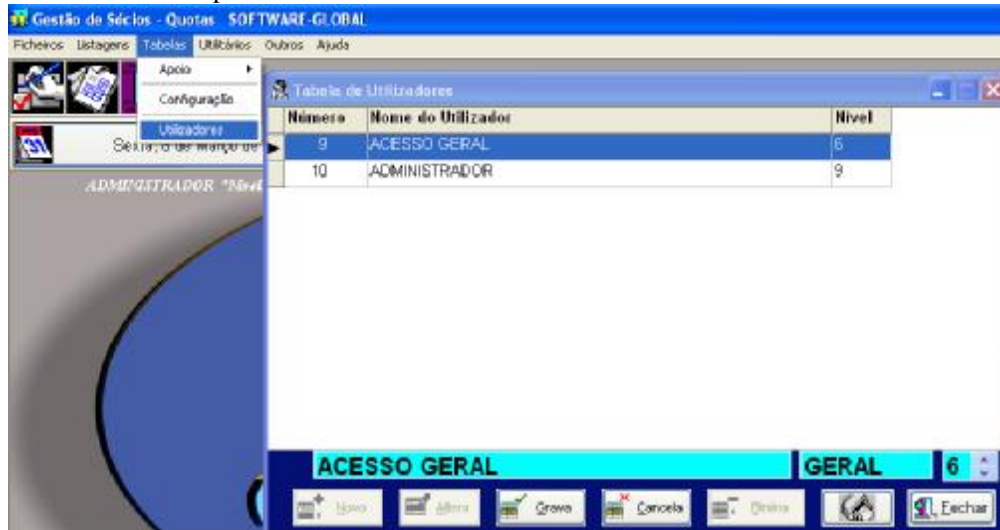 Gestão de Sócios - Quotas SOFTWARE-GLOBAL
Ficheiros Listagens Tabelas Utilitários Outros Ajuda
Apoio
Configuração
Utilizadores
Tabela de Utilizadores
Número Nome do Utilizador Nivel
9 ACESSO GERAL 6
10 ADMINISTRADOR 9
ADMINISTRADOR
ACESSO GERAL GERAL 6
Novo Altera Grava Cancela Elimina Fechar